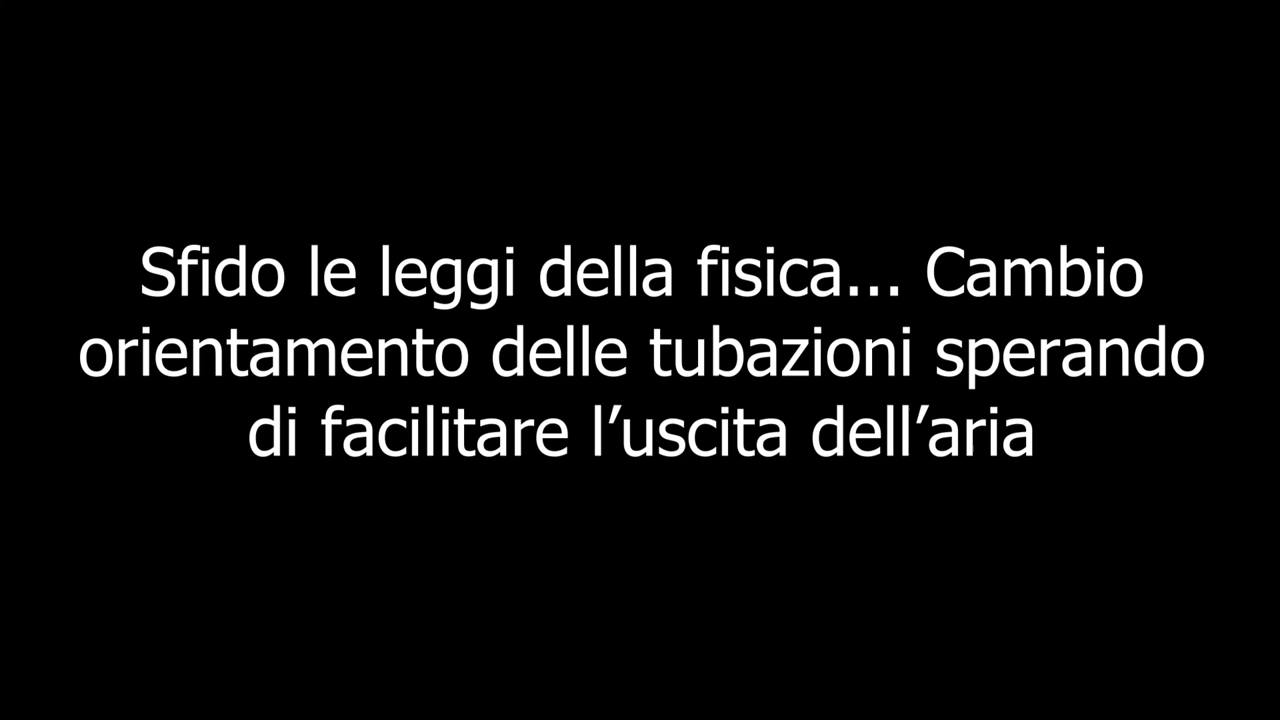 Sfido le leggi della fisica... Cambio
orientamento delle tubazioni sperando
di facilitare l’uscita dell’aria